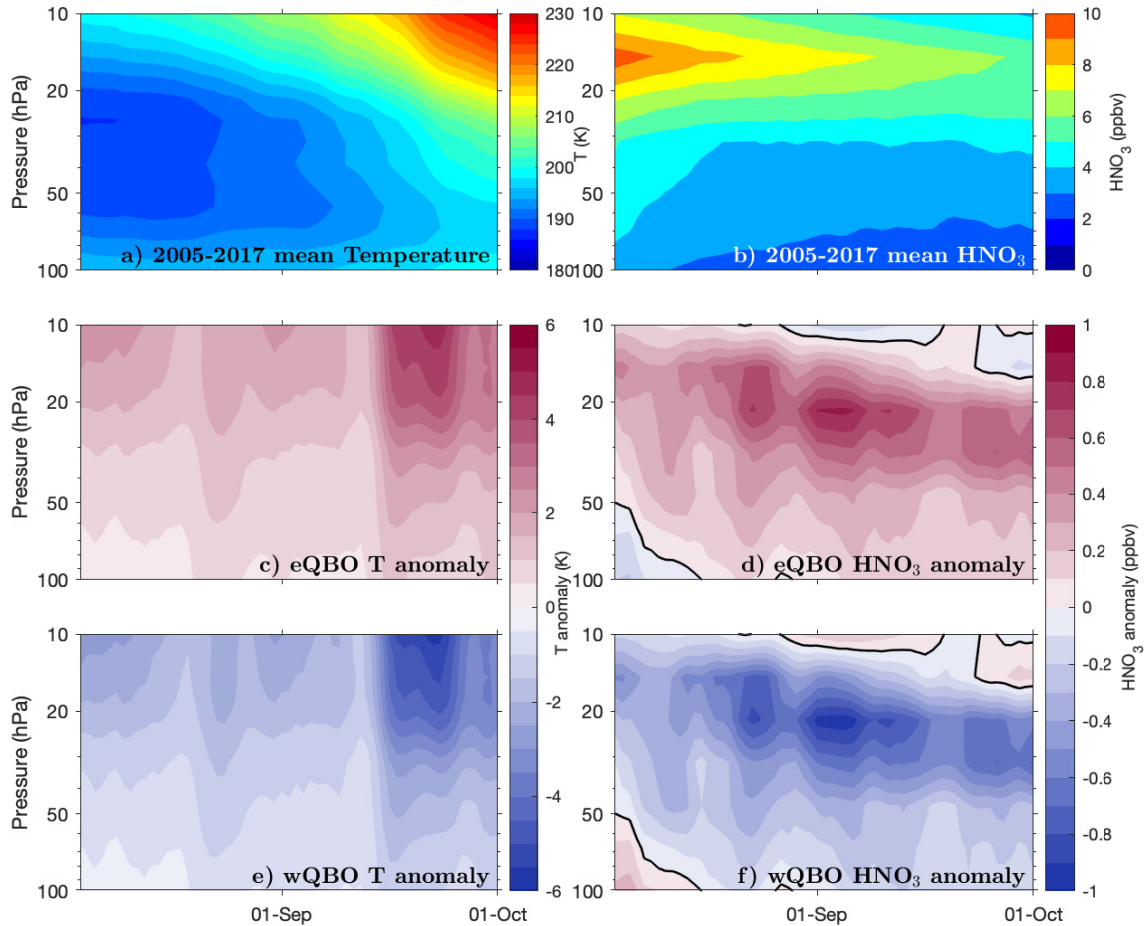 10
20
50
100
Pressure (hPa)
a) 2005-2017 mean Temperature
230
220
210
200
190
180
T (K)
b) 2005-2017 mean HNO₃
10
8
6
4
2
0
HNO₃ (ppbv)
10
20
50
100
Pressure (hPa)
c) eQBO T anomaly
10
20
50
100
d) eQBO HNO₃ anomaly
10
20
50
100
Pressure (hPa)
e) wQBO T anomaly
01-Sep
01-Oct
6
4
2
0
-2
-4
-6
T anomaly (K)
10
20
50
100
f) wQBO HNO₃ anomaly
01-Sep
01-Oct
1
0.8
0.6
0.4
0.2
0
-0.2
-0.4
-0.6
-0.8
-1
HNO₃ anomaly (ppbv)